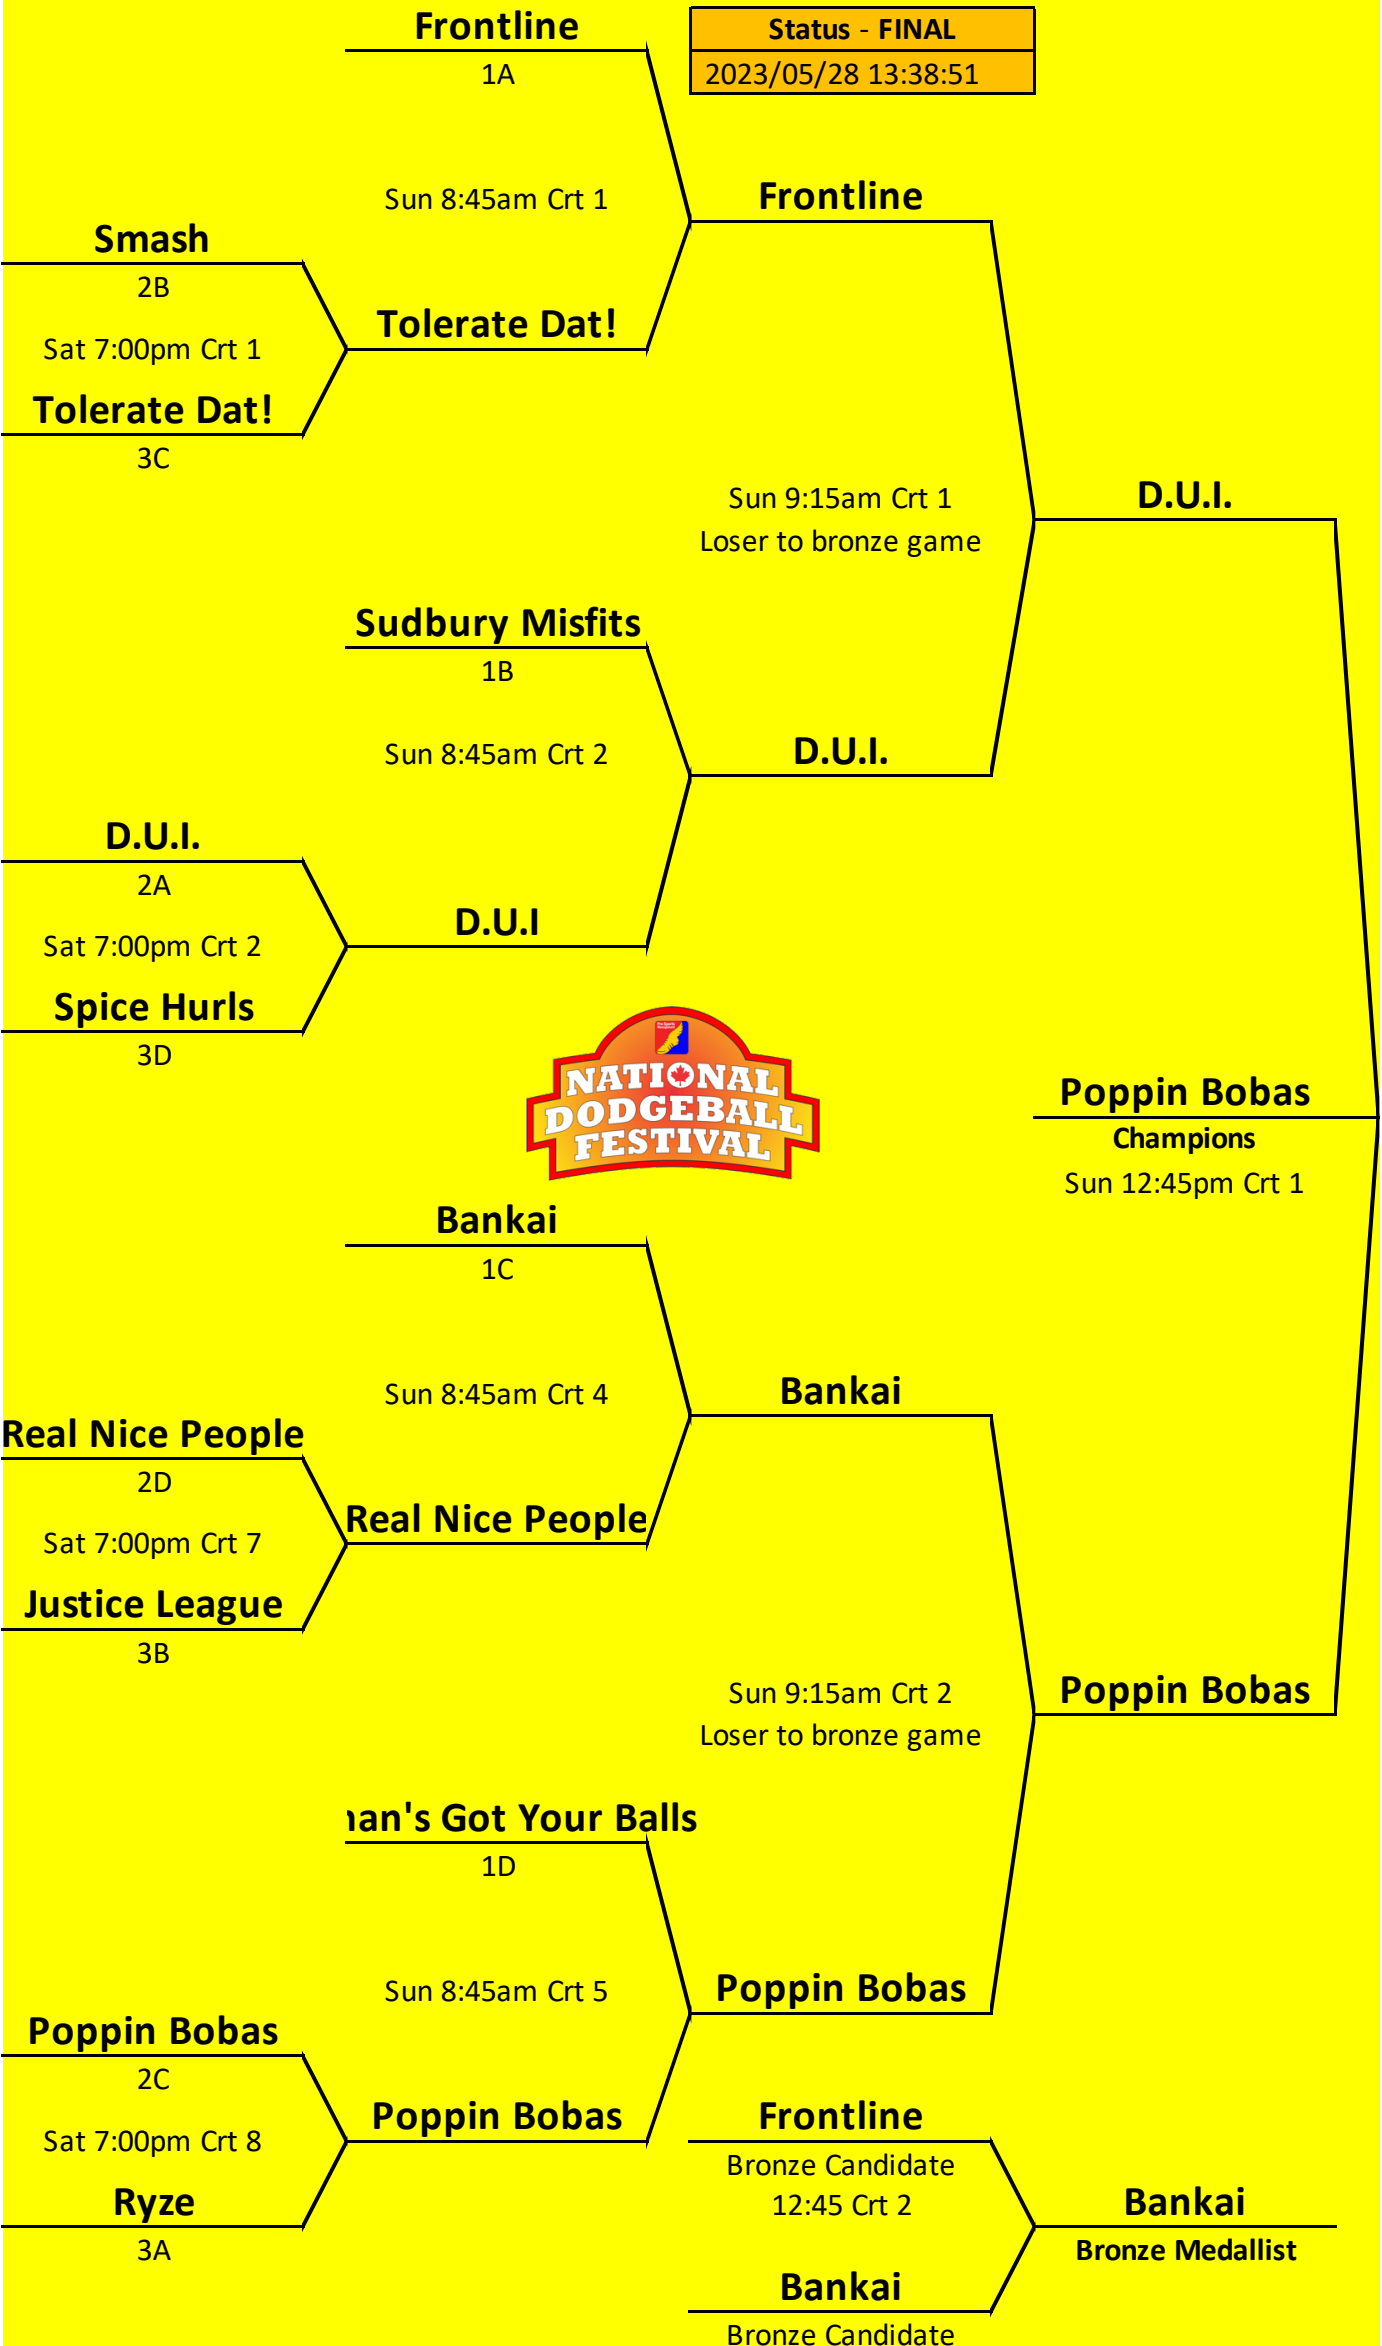 Frontline
1A
Status - FINAL
2023/05/28 13:38:51
Sun 8:45am Crt 1
Frontline
Smash
2B
Sat 7:00pm Crt 1
Tolerate Dat!
Tolerate Dat!
3C
Sun 9:15am Crt 1
Loser to bronze game
D.U.I.
Sudbury Misfits
1B
Sun 8:45am Crt 2
D.U.I.
D.U.I.
2A
Sat 7:00pm Crt 2
D.U.I
Spice Hurls
3D
NATIONAL
DODGEBALL
FESTIVAL
Poppin Bobas
Champions
Sun 12:45pm Crt 1
Bankai
1C
Sun 8:45am Crt 4
Bankai
Real Nice People
2D
Sat 7:00pm Crt 7
Real Nice People
Justice League
3B
Sun 9:15am Crt 2
Loser to bronze game
Poppin Bobas
Got Your Balls
1D
Sun 8:45am Crt 5
Poppin Bobas
Poppin Bobas
2C
Sat 7:00pm Crt 8
Poppin Bobas
Ryze
3A
Frontline
Bronze Candidate
12:45 Crt 2
Bankai
Bronze Medallist
Bankai
Bronze Candidate